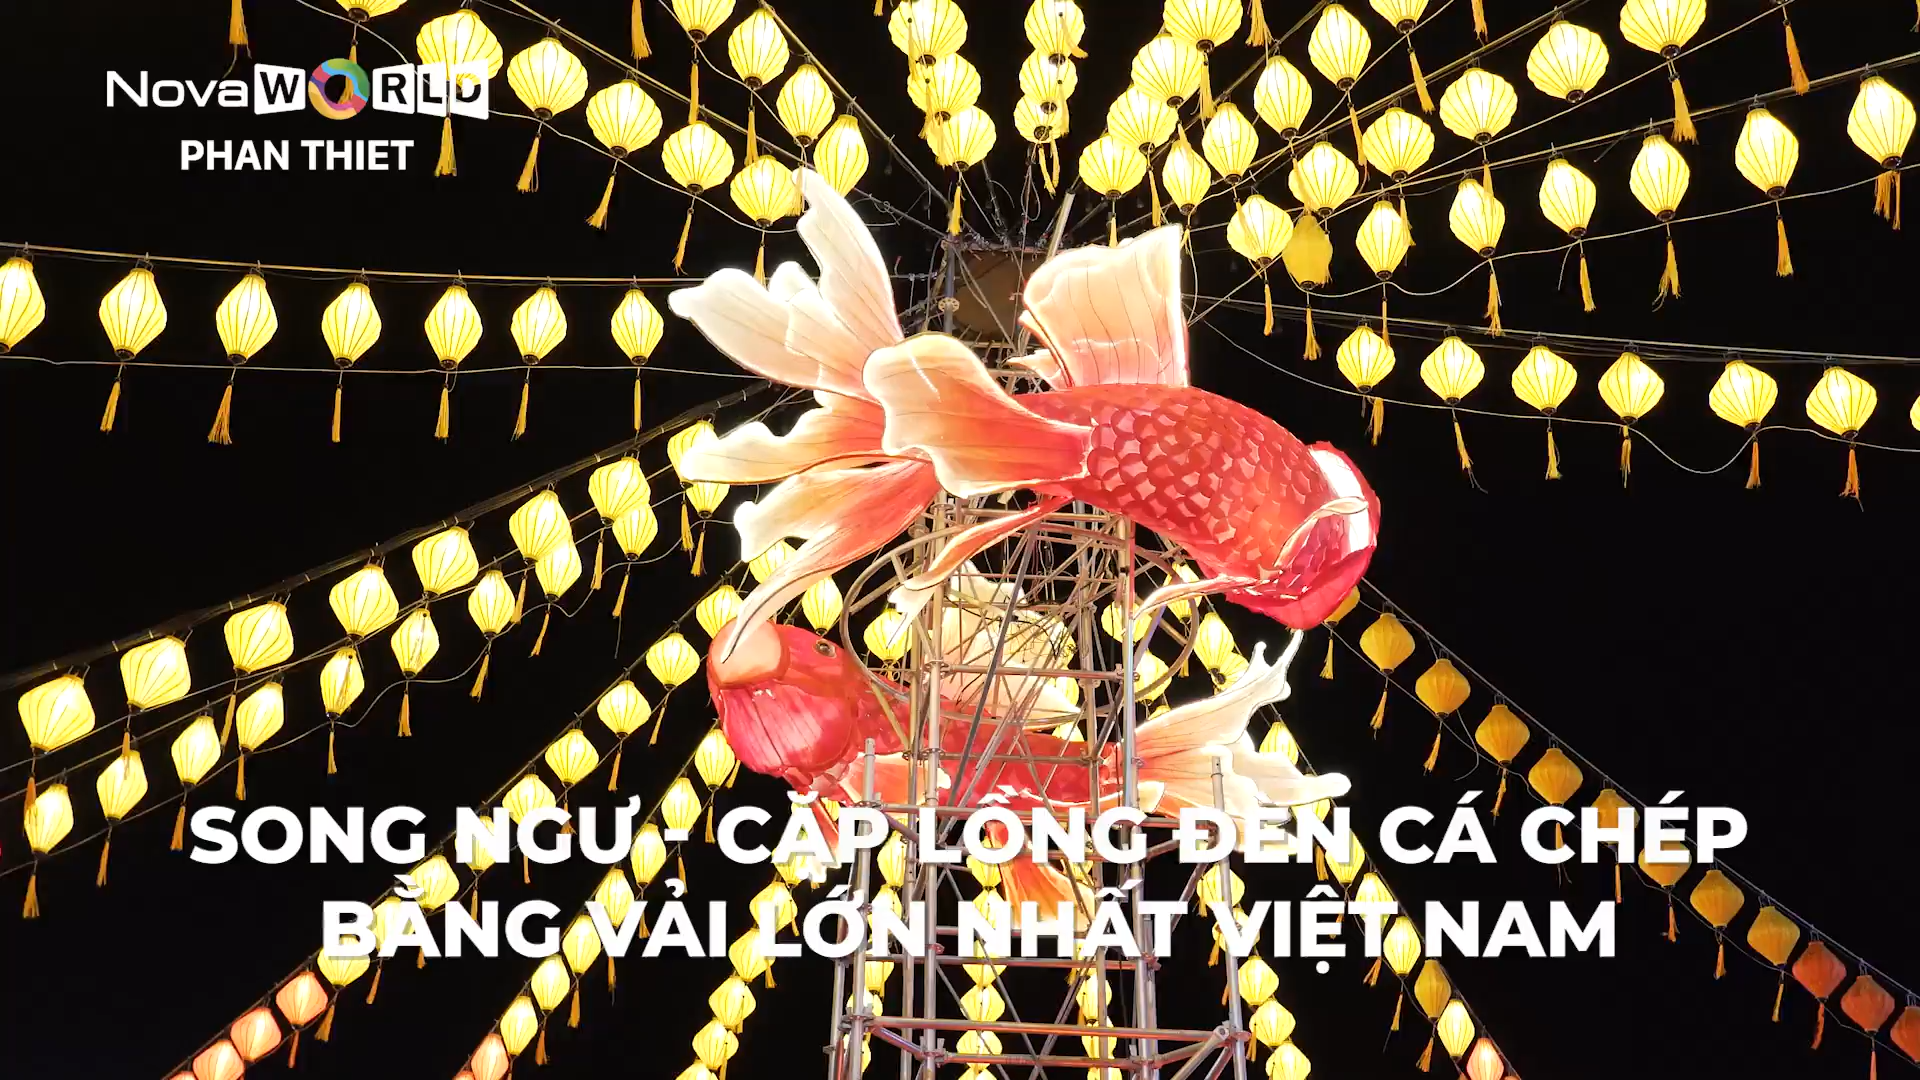 NovaWORLD
PHAN THIET
SONG NGƯ - CẶP LỒNG ĐÈN CÁ CHÉP
BẰNG VẢI LỚN NHẤT VIỆT NAM